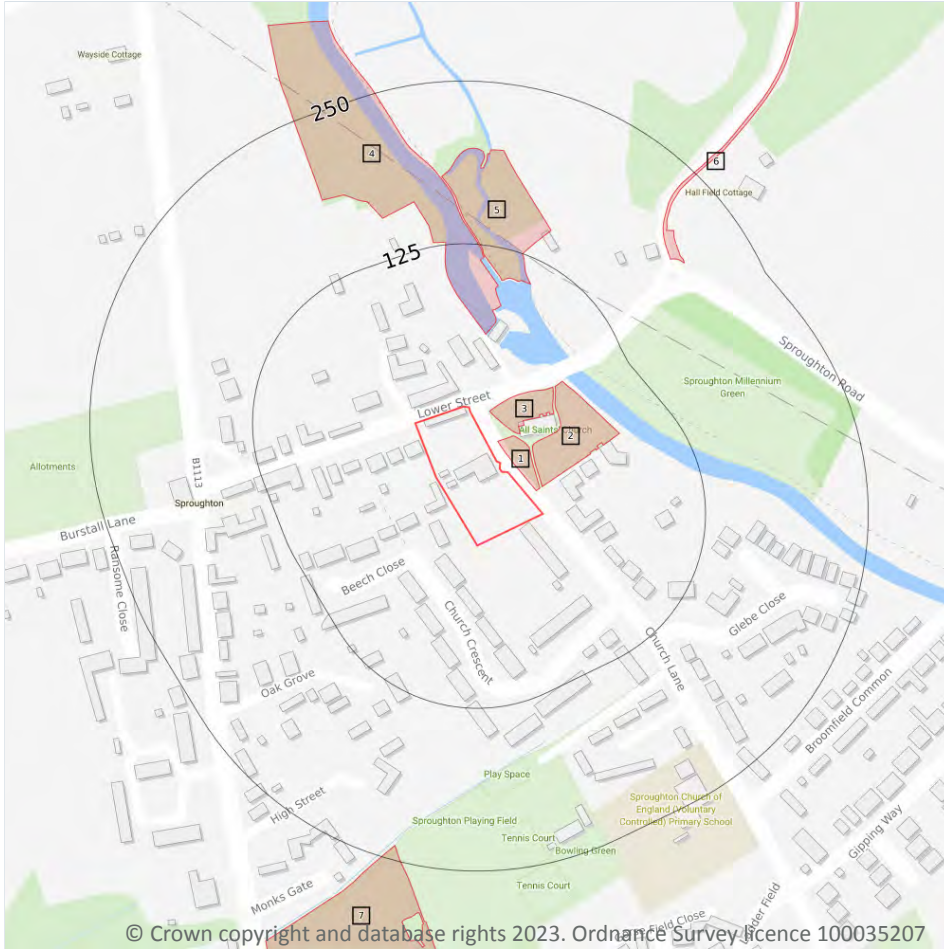 Wayside Cottage
250
4
6
Hall Field Cottage
5
125
Sproughton Road
Sproughton Millennium
Green
Lower Street
3
All Saints Church
2
1
Allotments
B1113
Sproughton
Burstall Lane
Ransome Close
Beech Close
Church Crescent
Glebe Close
Church Lane
Oak Grove
Broomfield Common
Play Space
High Street
Sproughton Playing Field
Sproughton Church of
England (Voluntary
Controlled) Primary School
Tennis Court
Bowling Green
Gipping Way
Tennis Court
Monks Gate
7
Field Close
der Field
© Crown copyright and database rights 2023. Ordnance Survey licence 100035207